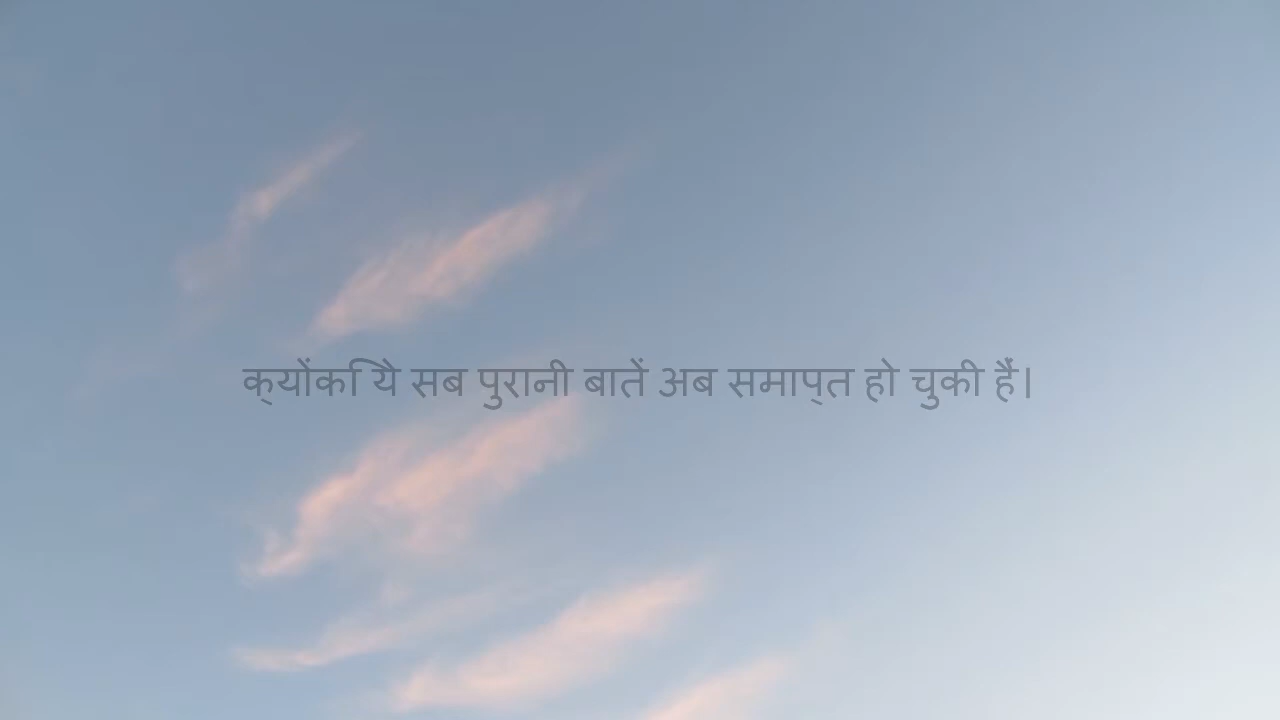 क्योंकि ये सब पुरानी बातें अब समाप्त हो चुकी हैं।